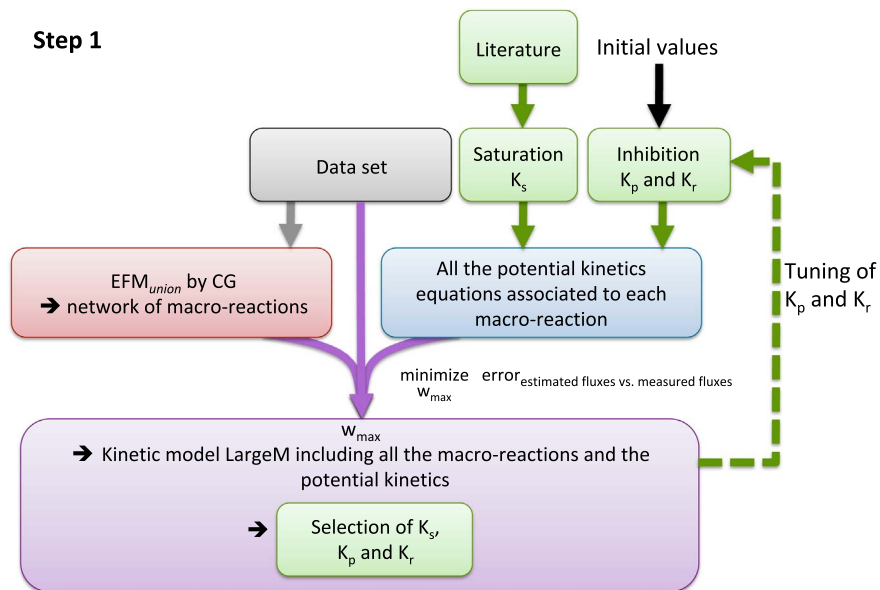 Step 1
Literature
Initial values
Data set
Saturation
Ks
Inhibition
Kp and Kr
EFMunion by CG
➔ network of macro-reactions
All the potential kinetics
equations associated to each
macro-reaction
Tuning of
Kp and Kr
minimize error estimated fluxes vs. measured fluxes
wmax
wmax
➔ Kinetic model LargeM including all the macro-reactions and the
potential kinetics
➔ Selection of Ks,
Kp and Kr